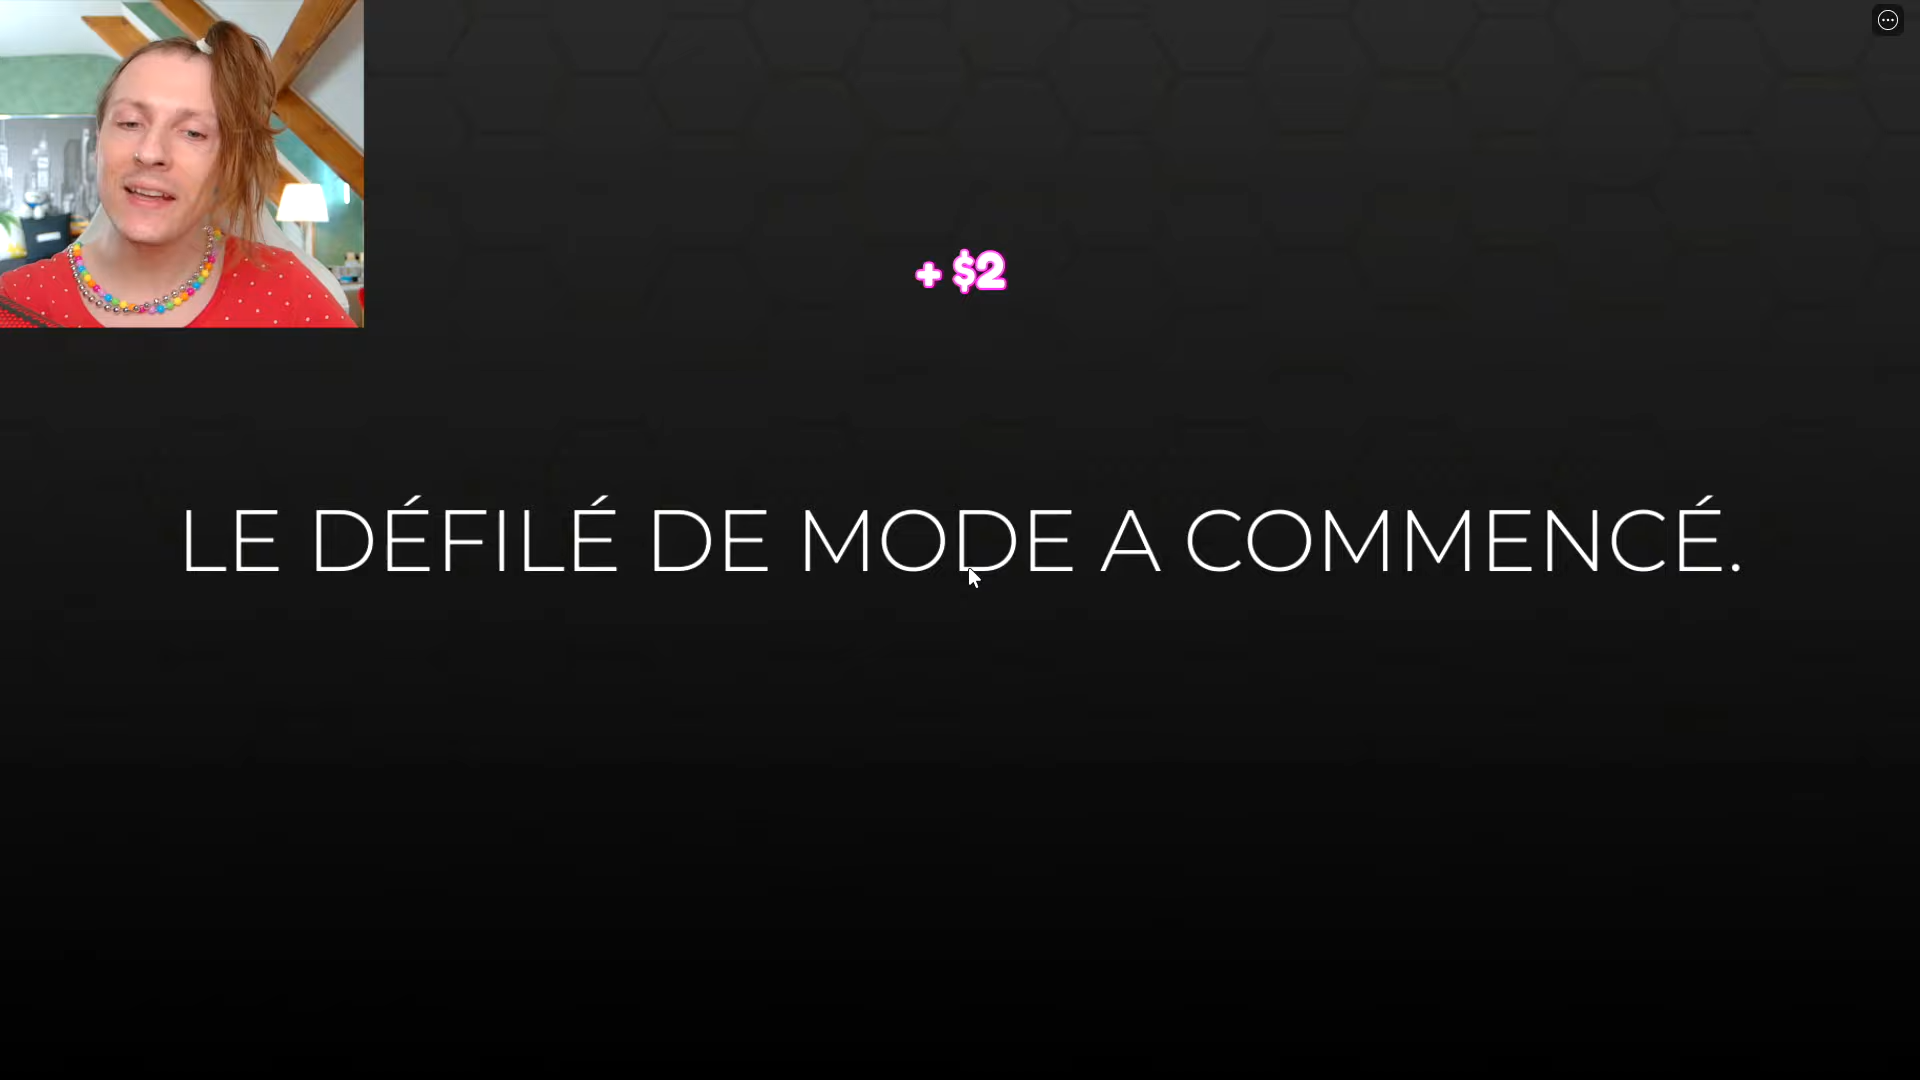 + $2
LE DÉFILÉ DE MODE A COMMENCÉ.